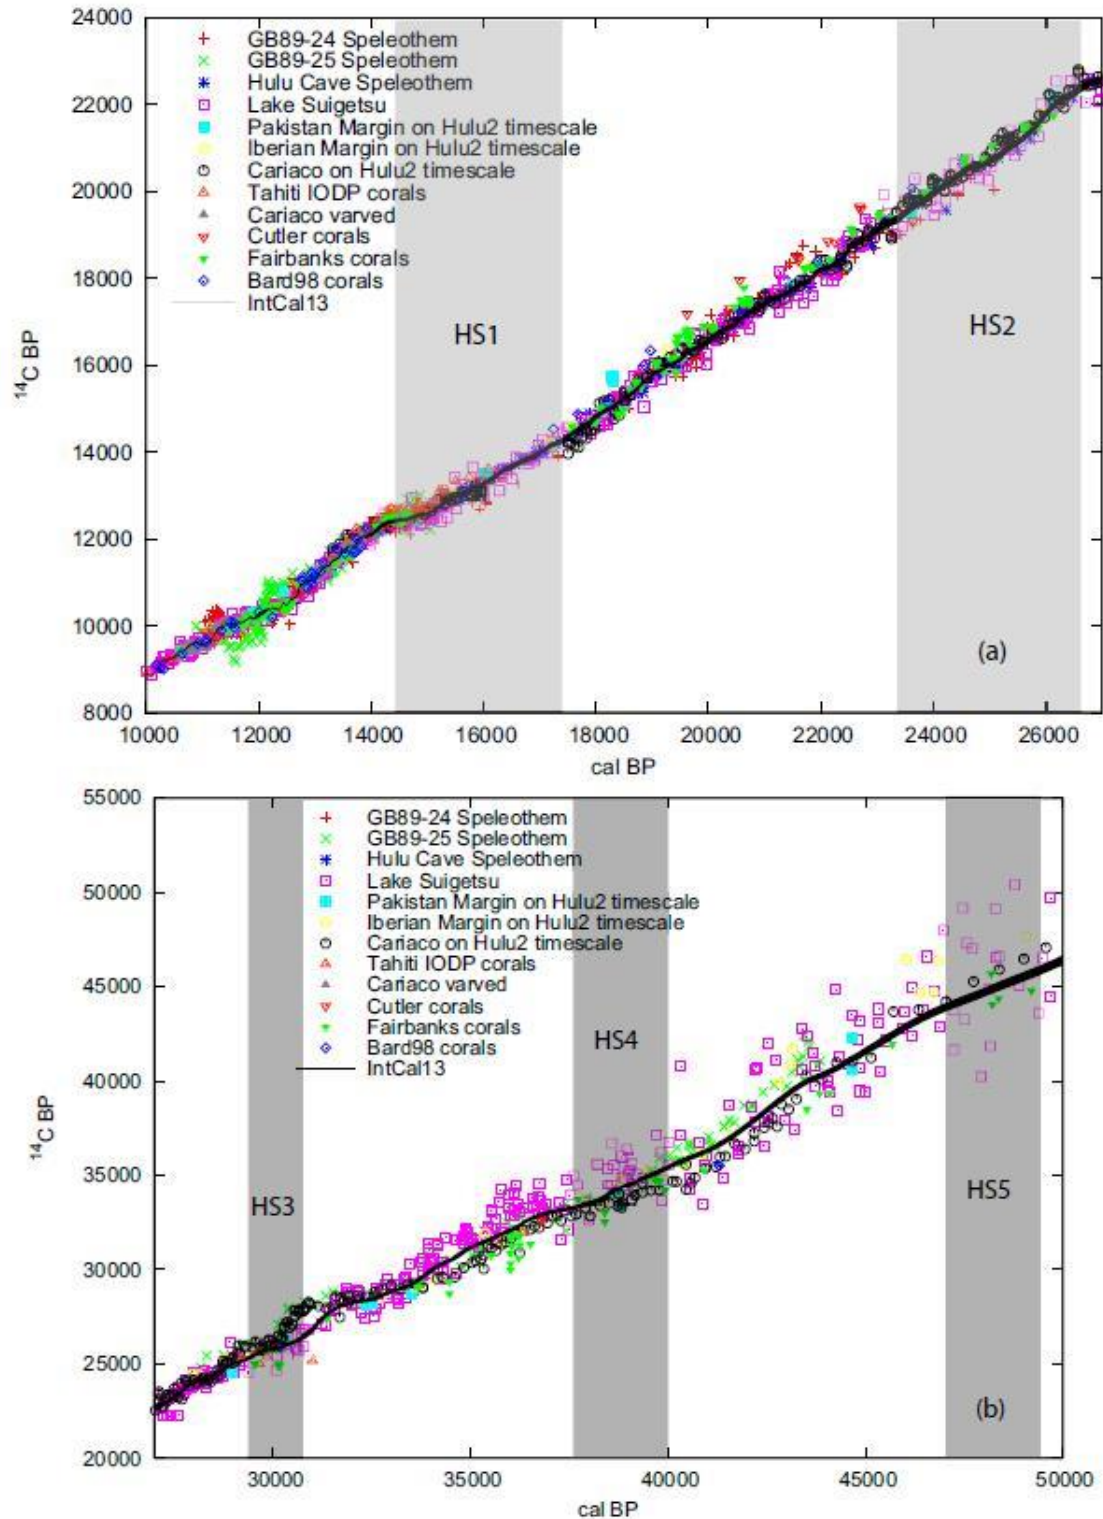 24000
22000
20000
18000
16000
14000
12000
10000
8000
¹⁴C BP
GB89-24 Speleothem
GB89-25 Speleothem
Hulu Cave Speleothem
Lake Suigetsu
Pakistan Margin on Hulu2 timescale
Iberian Margin on Hulu2 timescale
Cariaco on Hulu2 timescale
Tahiti IODP corals
Cariaco varved
Cutler corals
Fairbanks corals
Bard98 corals
IntCal13
HS1
HS2
(a)
10000 12000 14000 16000 18000 20000 22000 24000 26000
cal BP
55000
50000
45000
40000
35000
30000
25000
20000
¹⁴C BP
GB89-24 Speleothem
GB89-25 Speleothem
Hulu Cave Speleothem
Lake Suigetsu
Pakistan Margin on Hulu2 timescale
Iberian Margin on Hulu2 timescale
Cariaco on Hulu2 timescale
Tahiti IODP corals
Cariaco varved
Cutler corals
Fairbanks corals
Bard98 corals
IntCal13
HS3
HS4
HS5
(b)
30000 35000 40000 45000 50000
cal BP